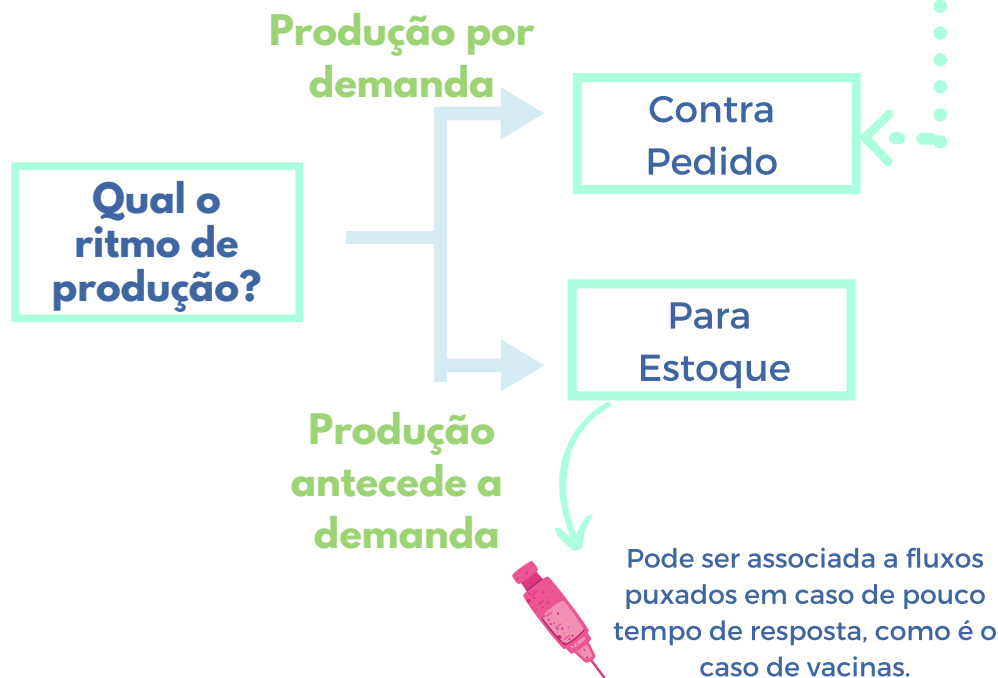 Produção por
demanda
Contra
Pedido
Qual o
ritmo de
produção?
Para
Estoque
Produção
antecede a
demanda
Pode ser associada a fluxos
puxados em caso de pouco
tempo de resposta, como é o
caso de vacinas.